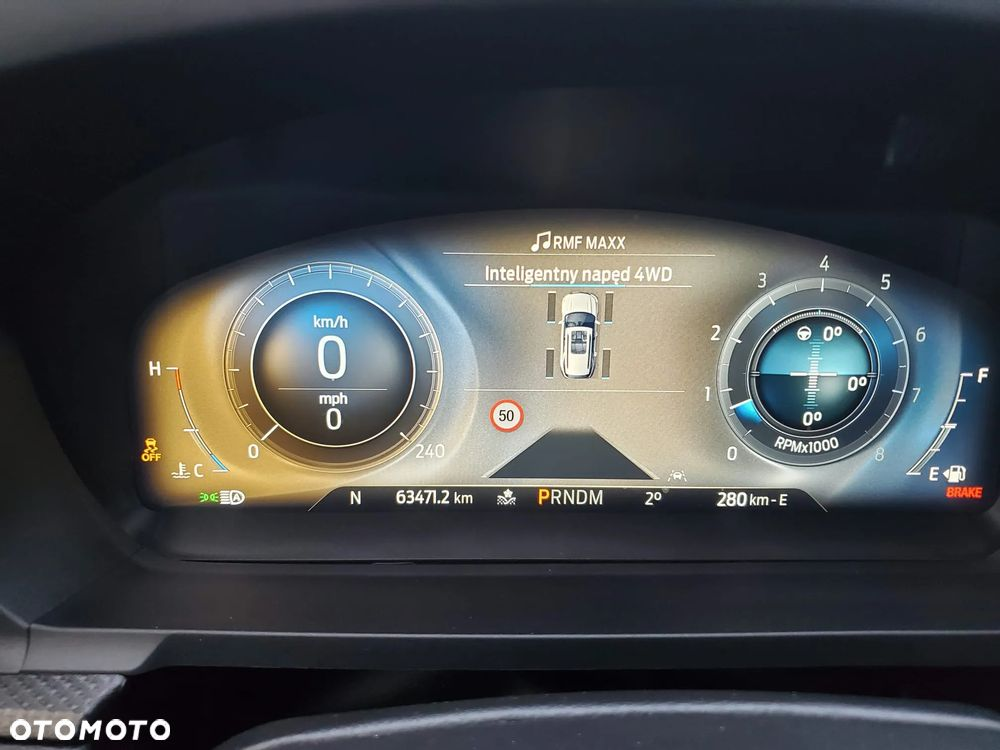 RMF MAXX
Inteligentny napęd 4WD
km/h
0
mph
0
0
240
H
C
OFF
50
0
1
2
3
4
5
6
7
8
0°
0°
0°
RPMx1000
F
E
BRAKE
A
N 63471.2 km PRNDM 2° 280 km - E
OTOMOTO